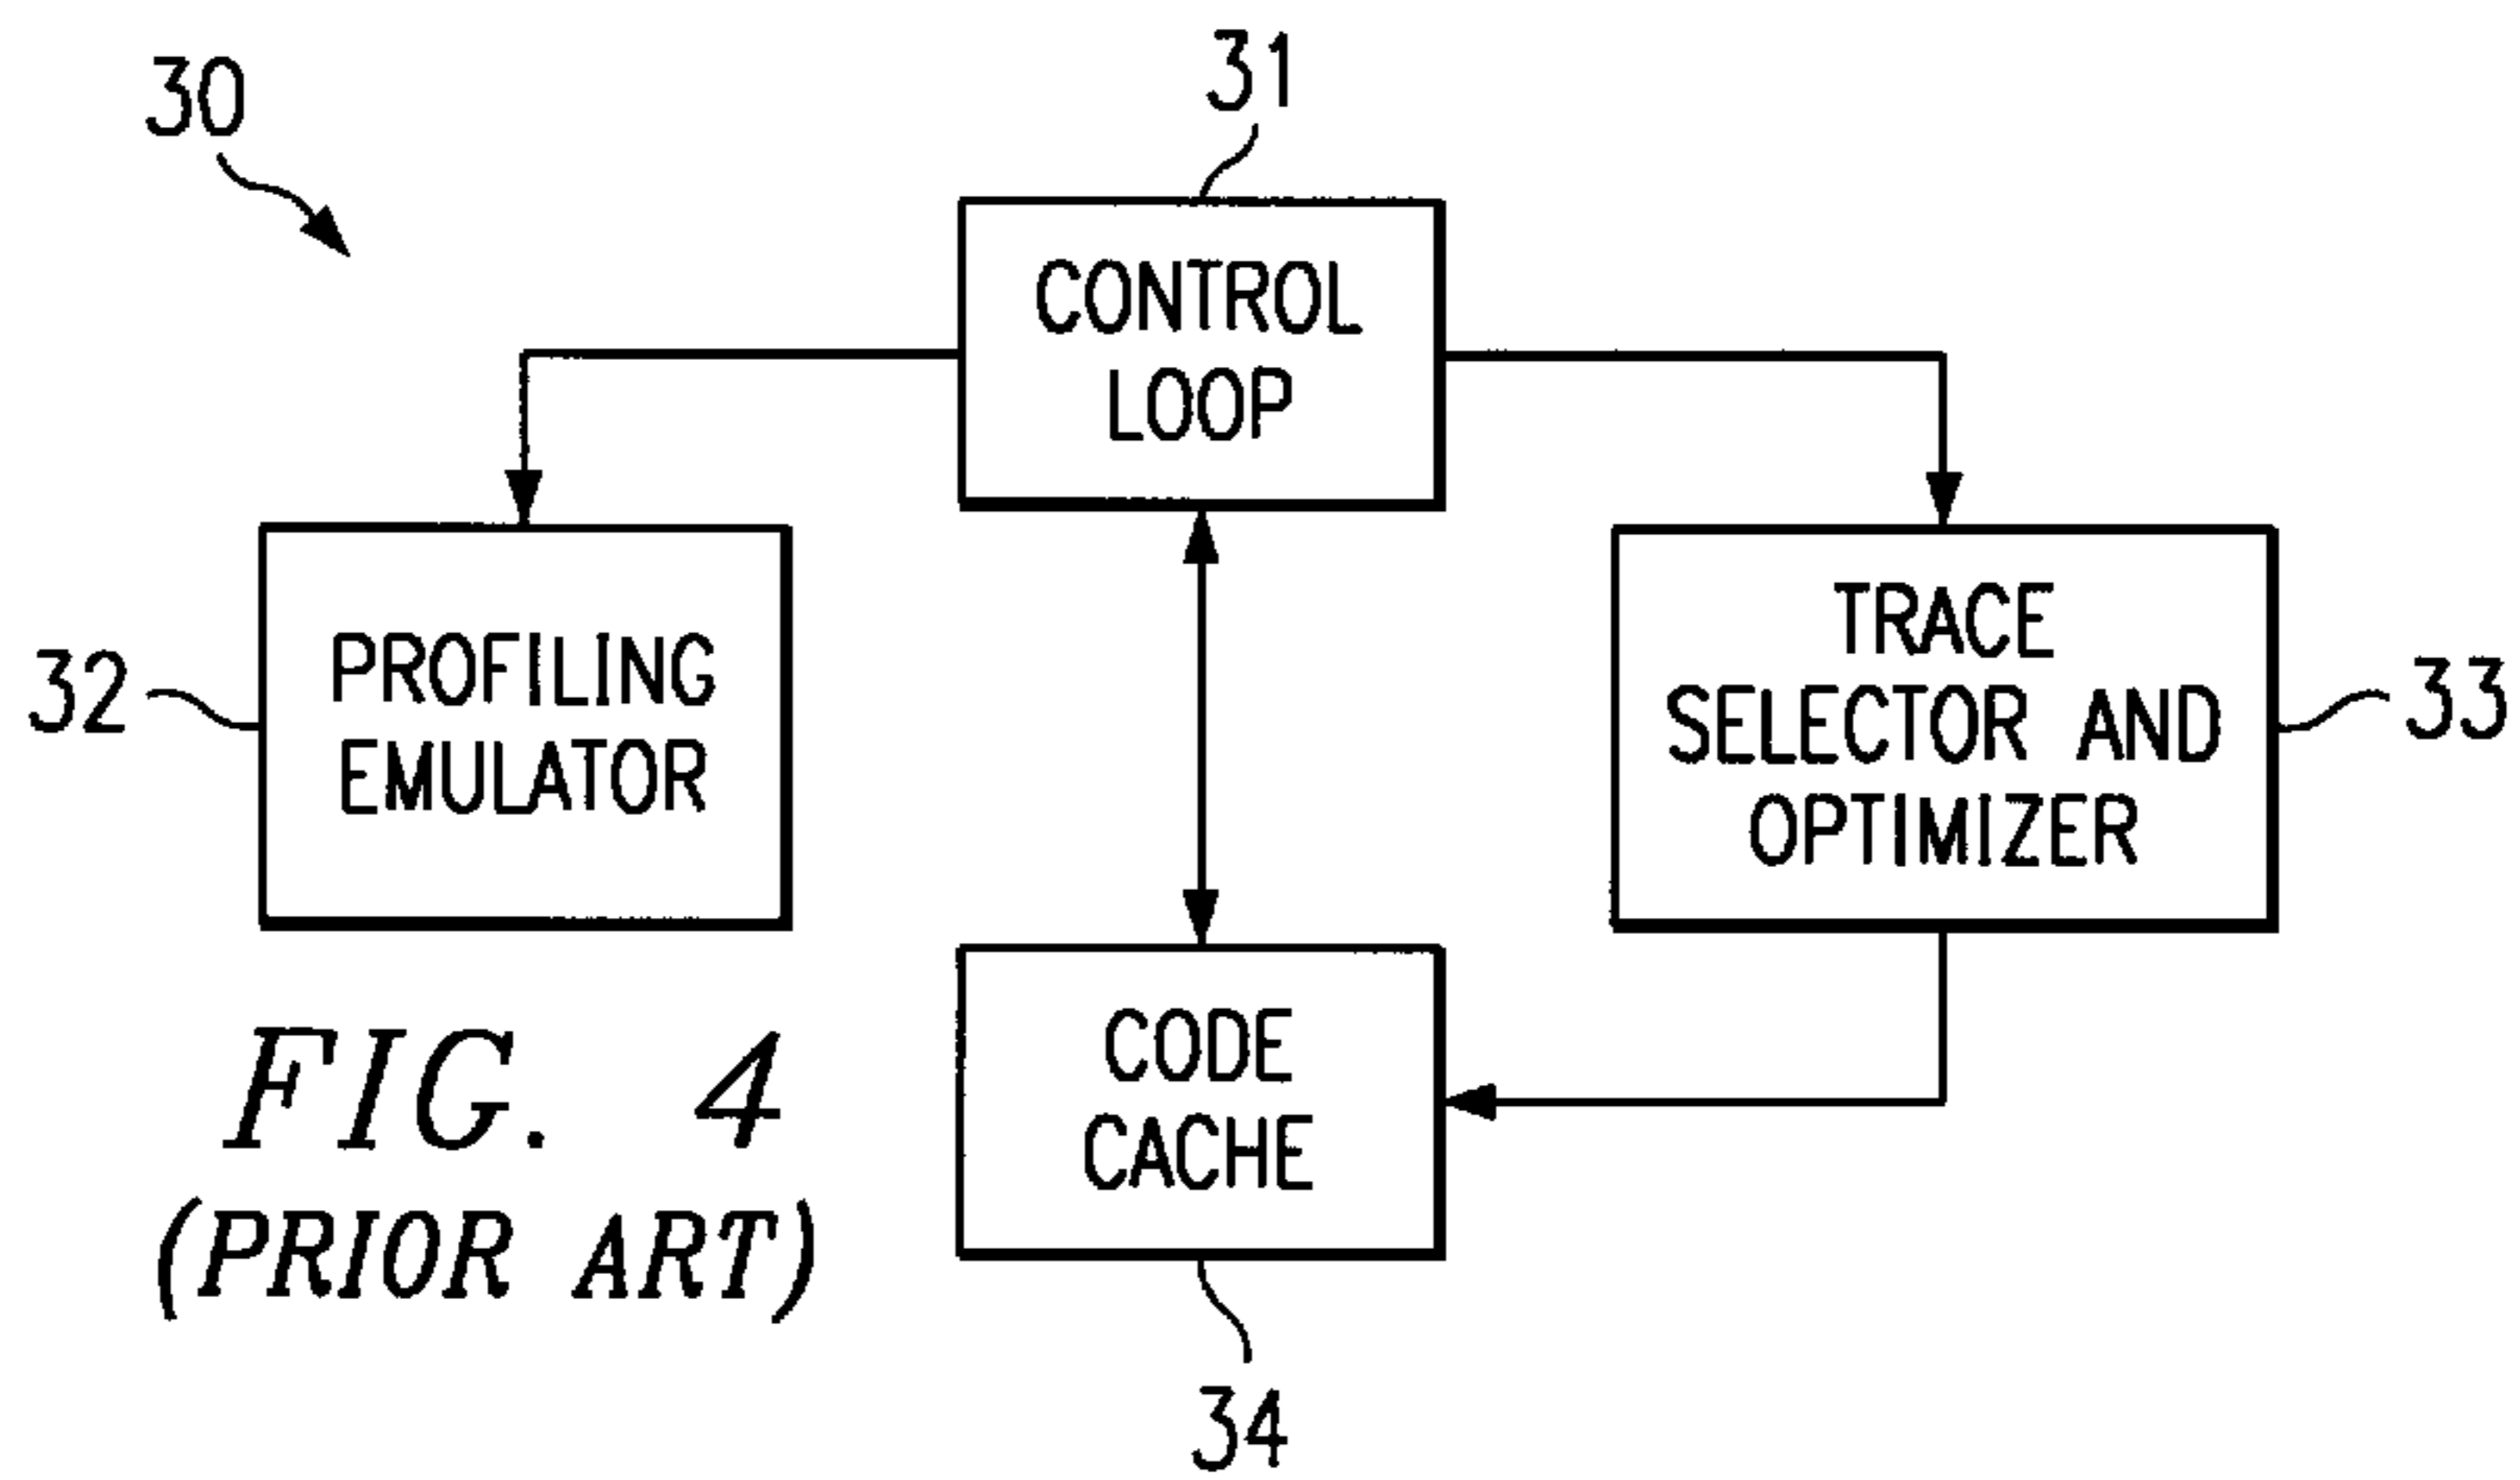 30
31
CONTROL
LOOP
PROFILING
EMULATOR
32
TRACE
SELECTOR AND
OPTIMIZER
33
CODE
CACHE
34
FIG. 4
(PRIOR ART)